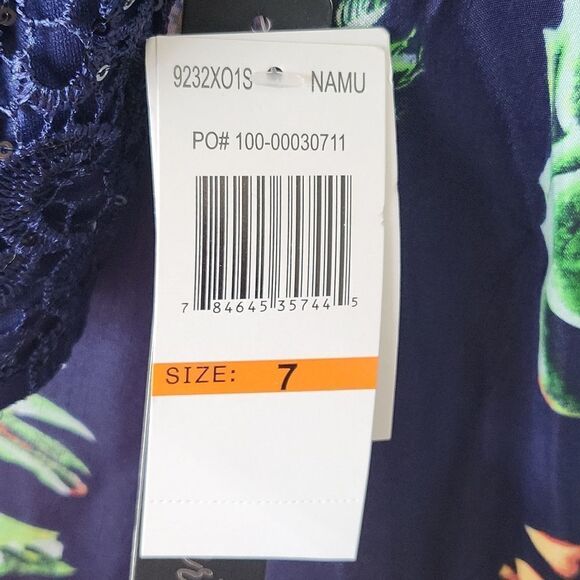 9232XO1S NAMU
PO# 100-00030711
7 84645 35744 5
SIZE: 7